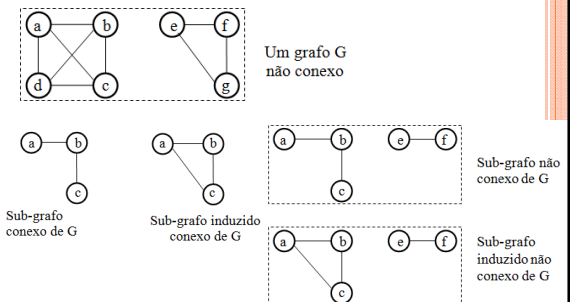 a b e f
d c g
Um grafo G
não conexo
a b
c
Sub-grafo
conexo de G
a b
c
Sub-grafo induzido
conexo de G
a b e f
c
Sub-grafo não
conexo de G
a b e f
c
Sub-grafo
induzido não
conexo de G